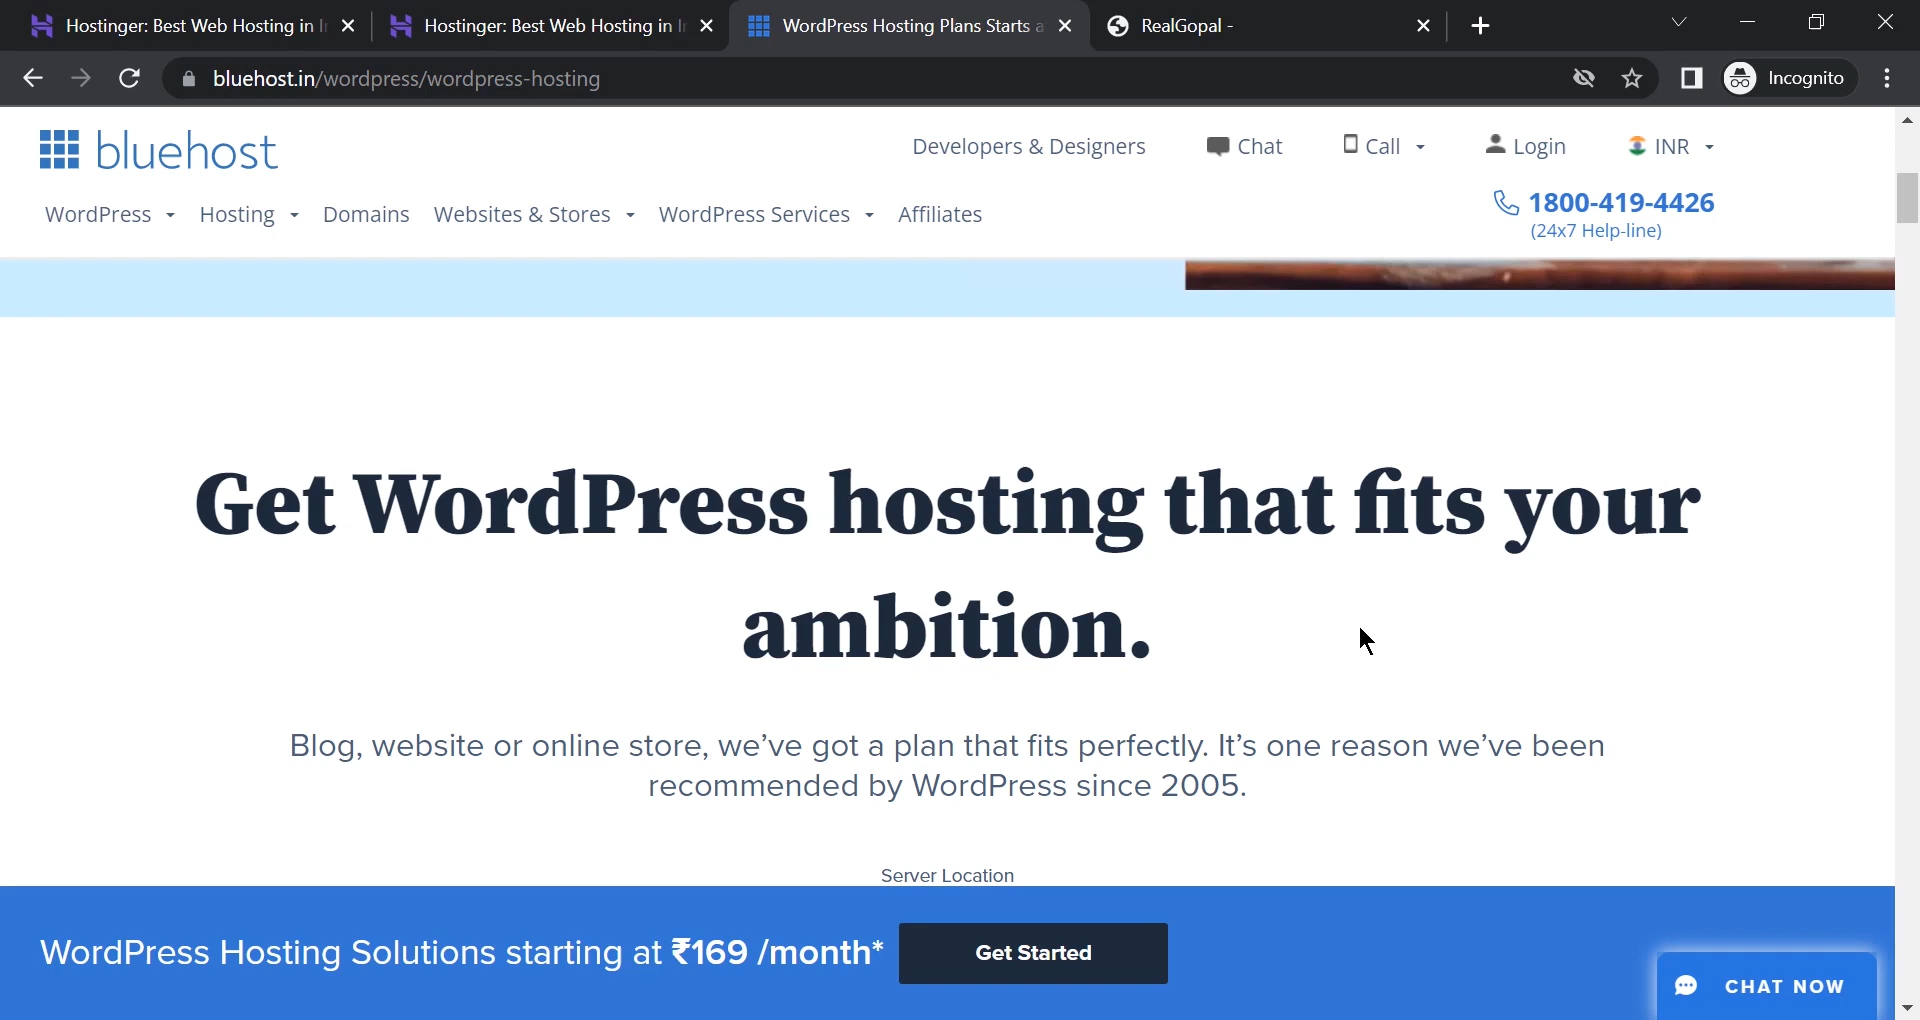 Hostinger: Best Web Hosting in I
Hostinger: Best Web Hosting in I
WordPress Hosting Plans Starts a
RealGopal -
bluehost.in/wordpress/wordpress-hosting
Incognito
bluehost
Developers & Designers
Chat
Call
Login
INR
WordPress
Hosting
Domains
Websites & Stores
WordPress Services
Affiliates
1800-419-4426
(24x7 Help-line)
Get WordPress hosting that fits your
ambition.
Blog, website or online store, we’ve got a plan that fits perfectly. It’s one reason we’ve been
recommended by WordPress since 2005.
Server Location
WordPress Hosting Solutions starting at ₹169 /month*
Get Started
CHAT NOW